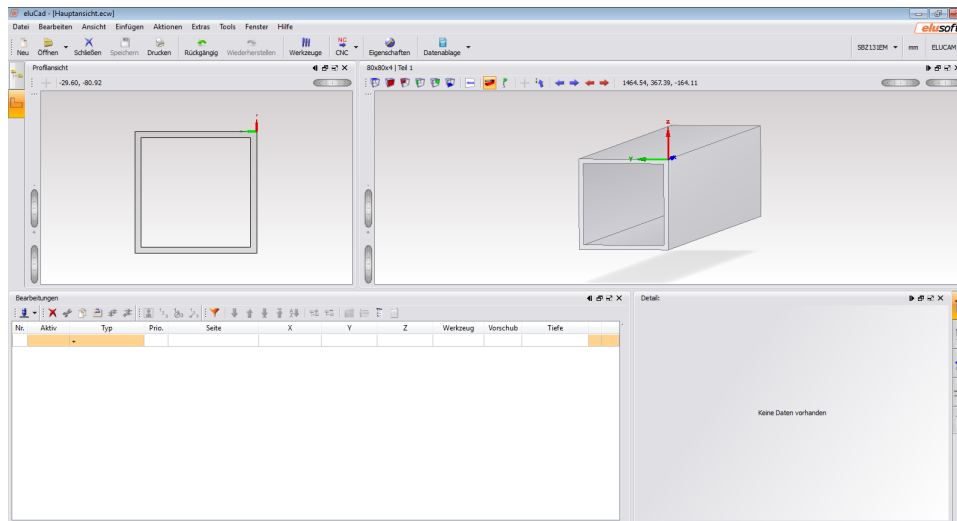 eluCad - [Hauptansicht.ecw]
Datei Bearbeiten Ansicht Einfügen Aktionen Extras Tools Fenster Hilfe
elusoft
Neu Öffnen Schließen Speichern Drucken Rückgängig Wiederherstellen Werkzeuge CNC Eigenschaften Datenablage
NC
SBZ131EM mm ELUCAM
Profilansicht
80x80x4 | Teil 1
-29.60, -80.92
1464.54, 367.39, -164.11
Z
Y
Bearbeitungen
Detail:
Nr. Aktiv Typ Prio. Seite X Y Z Werkzeug Vorschub Tiefe
Keine Daten vorhanden